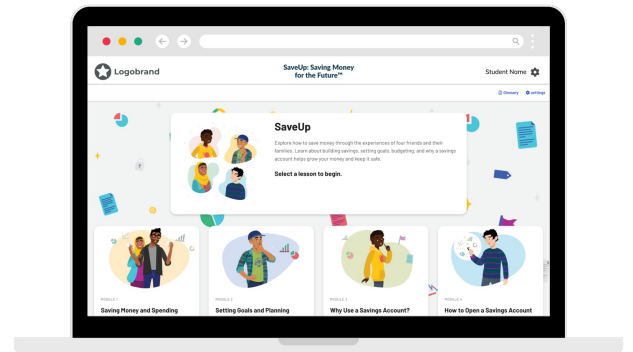 Logobrand
SaveUp: Saving Money
for the Future™
Student Name
Glossary
settings
SaveUp
Explore how to save money through the experiences of four friends and their
families. Learn about building savings, setting goals, budgeting, and why a savings
account helps grow your money and keep it safe.
Select a lesson to begin.
MODULE 1
Saving Money and Spending
MODULE 2
Setting Goals and Planning
MODULE 3
Why Use a Savings Account?
MODULE 4
How to Open a Savings Account